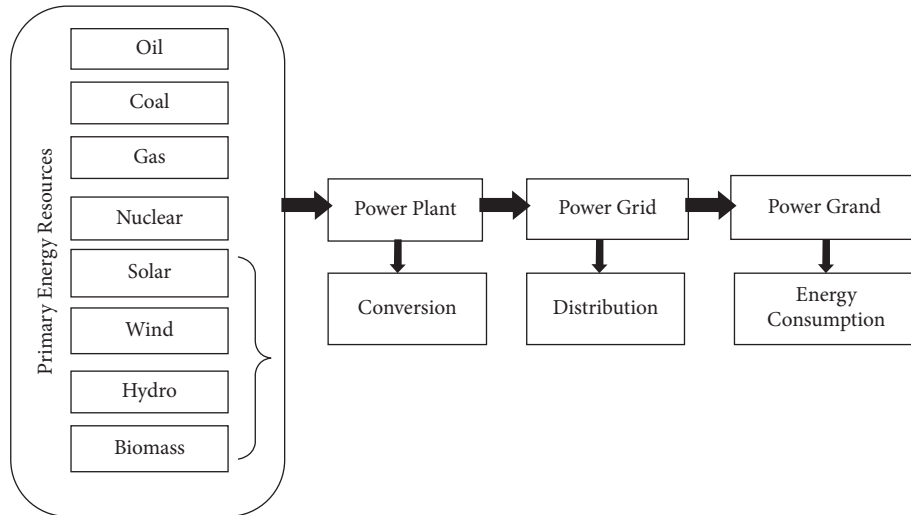 Primary Energy Resources
Oil
Coal
Gas
Nuclear
Solar
Wind
Hydro
Biomass
Power Plant
Conversion
Power Grid
Distribution
Power Grand
Energy
Consumption